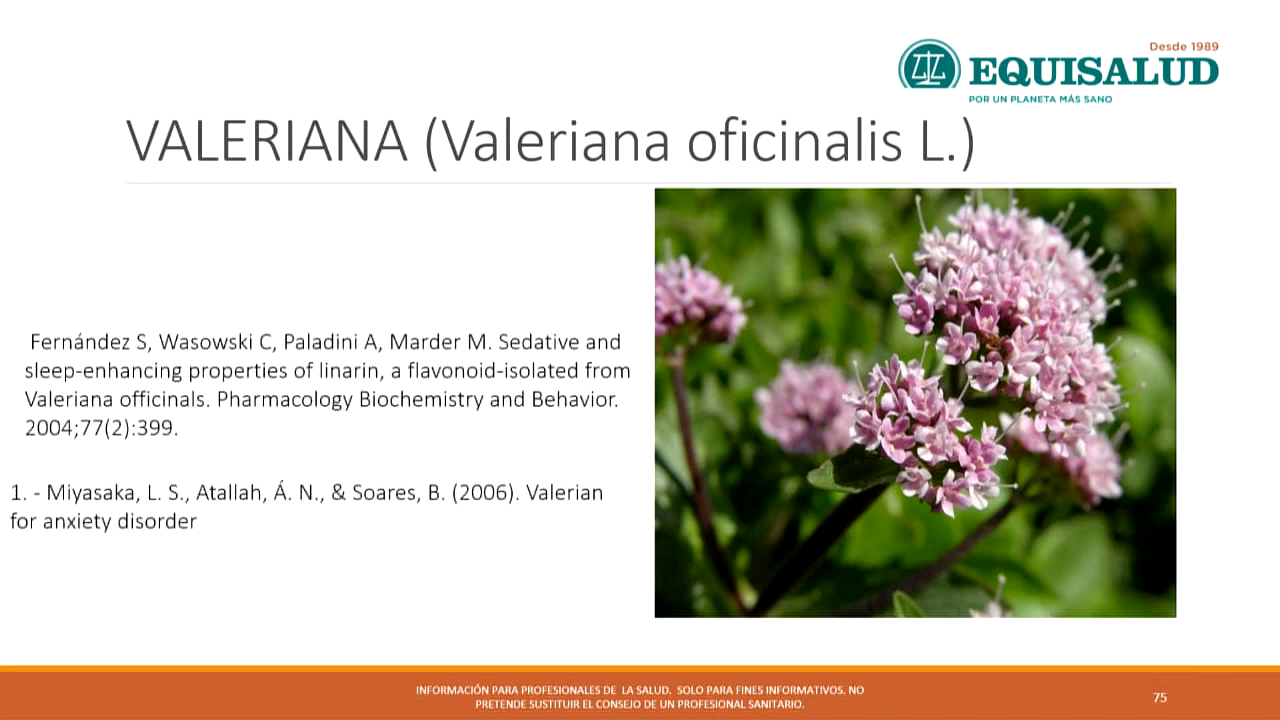 Desde 1989
EQUISALUD
POR UN PLANETA MÁS SANO
VALERIANA (Valeriana oficinalis L.)
Fernández S, Wasowski C, Paladini A, Marder M. Sedative and
sleep-enhancing properties of linarin, a flavonoid-isolated from
Valeriana officinals. Pharmacology Biochemistry and Behavior.
2004;77(2):399.
1. - Miyasaka, L. S., Atallah, Á. N., & Soares, B. (2006). Valerian
for anxiety disorder
INFORMACIÓN PARA PROFESIONALES DE LA SALUD. SOLO PARA FINES INFORMATIVOS. NO
PRETENDE SUSTITUIR EL CONSEJO DE UN PROFESIONAL SANITARIO.
75